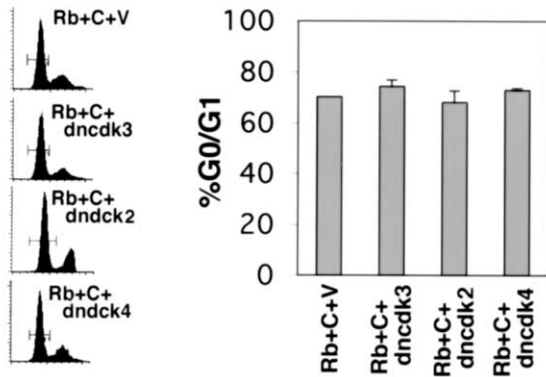 Rb+C+V
Rb+C+
dncdk3
Rb+C+
dndck2
Rb+C+
dndck4
%G0/G1
100
80
60
40
20
0
Rb+C+V
Rb+C+
dncdk3
Rb+C+
dncdk2
Rb+C+
dncdk4